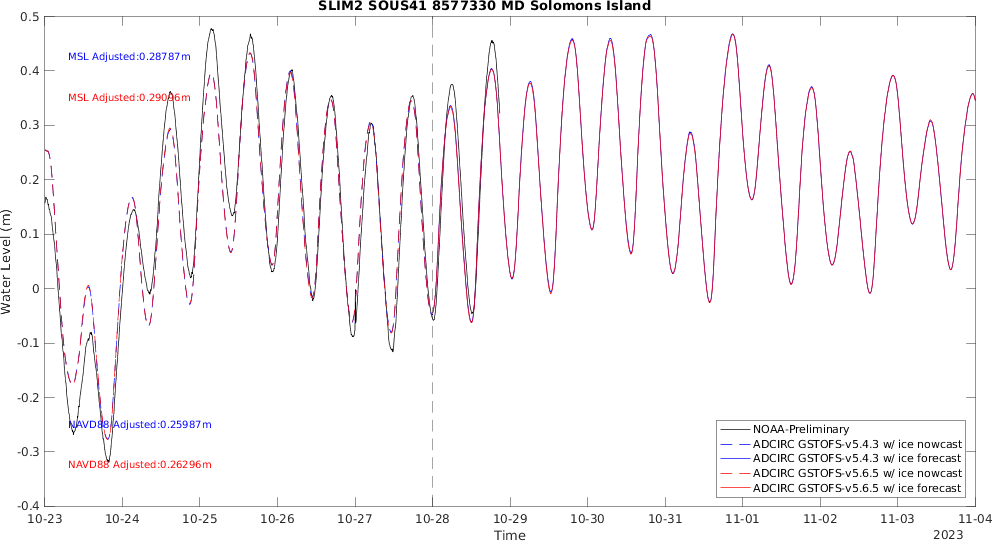 SLIM2 SOUS41 8577330 MD Solomons Island
0.5
0.4
0.3
0.2
0.1
0
-0.1
-0.2
-0.3
-0.4
Water Level (m)
MSL Adjusted:0.28787m
MSL Adjusted:0.29096m
NAVD88 Adjusted:0.25987m
NAVD88 Adjusted:0.26296m
NOAA-Preliminary
ADCIRC GSTOFS-v5.4.3 w/ ice nowcast
ADCIRC GSTOFS-v5.4.3 w/ ice forecast
ADCIRC GSTOFS-v5.6.5 w/ ice nowcast
ADCIRC GSTOFS-v5.6.5 w/ ice forecast
10-23 10-24 10-25 10-26 10-27 10-28 10-29 10-30 10-31 11-01 11-02 11-03 11-04
Time
2023